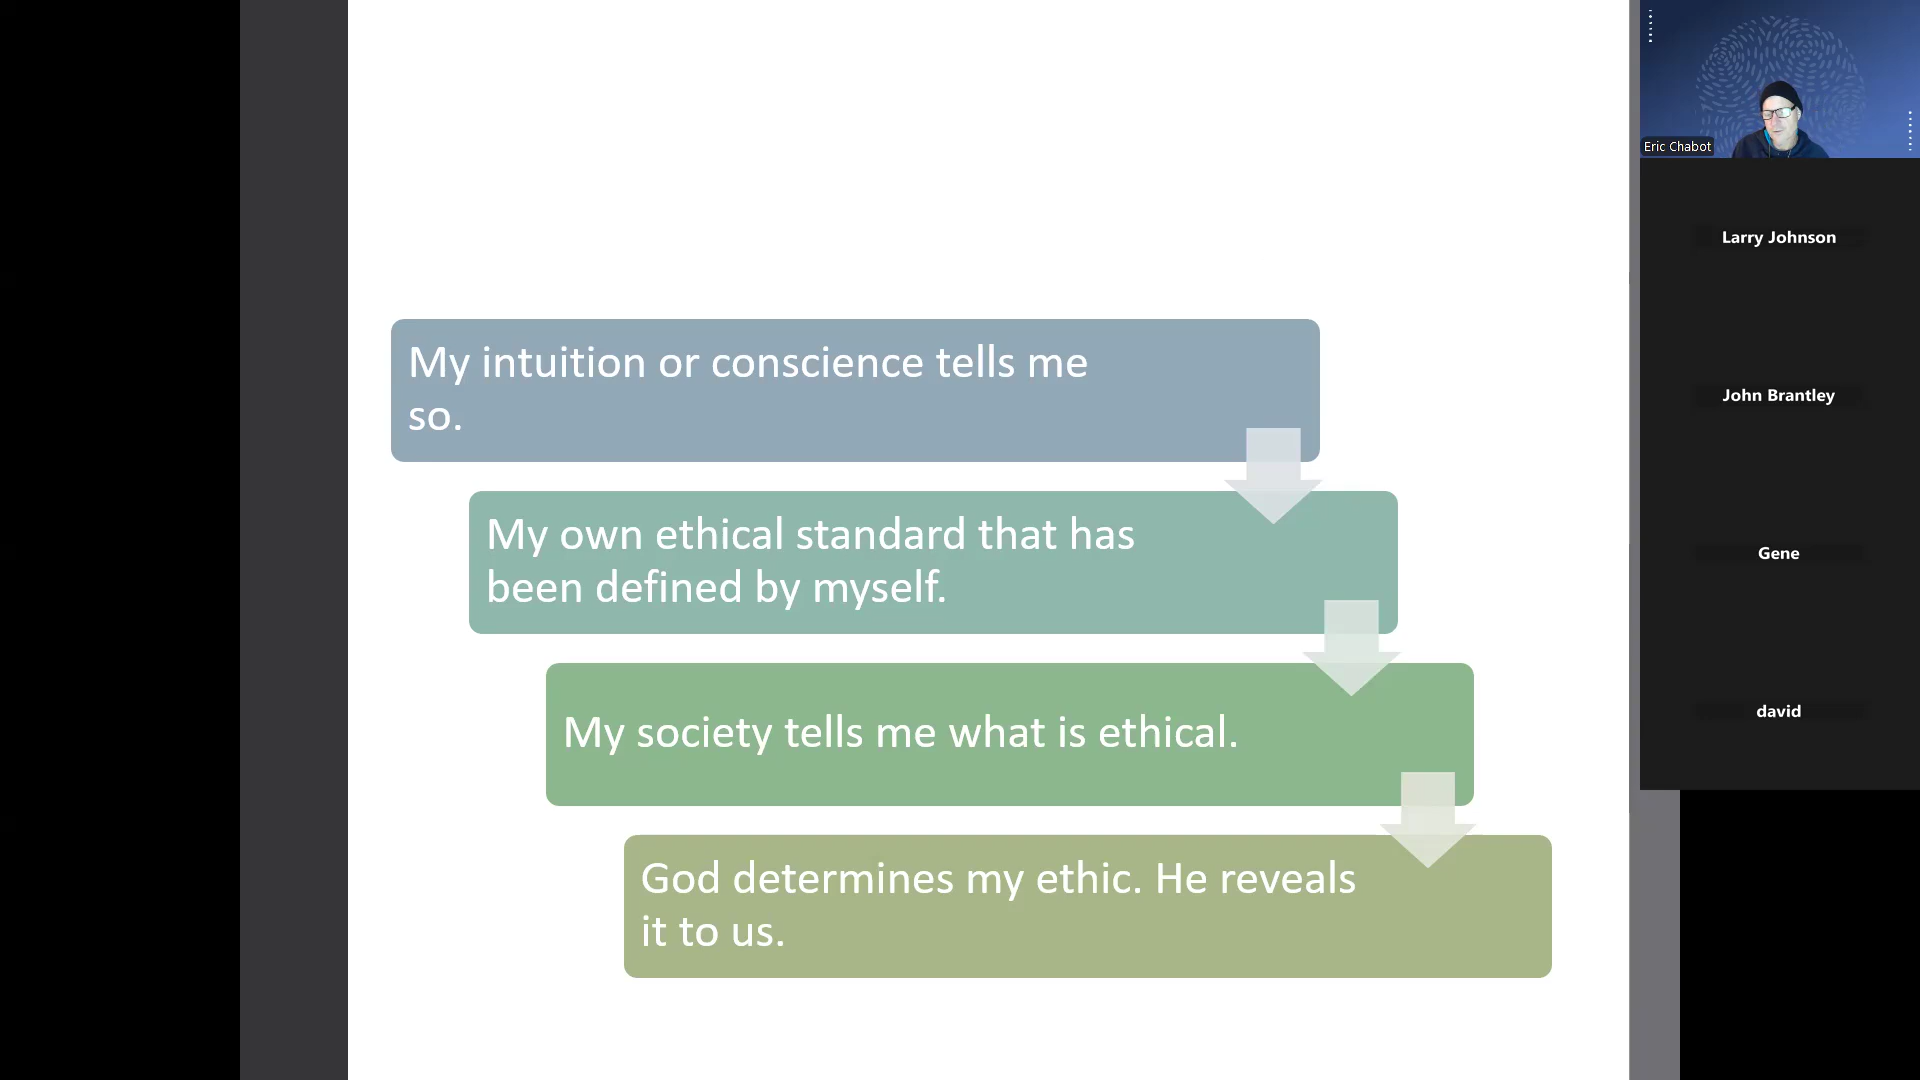 My intuition or conscience tells me
so.
My own ethical standard that has
been defined by myself.
My society tells me what is ethical.
God determines my ethic. He reveals
it to us.
Eric Chabot
Larry Johnson
John Brantley
Gene
david